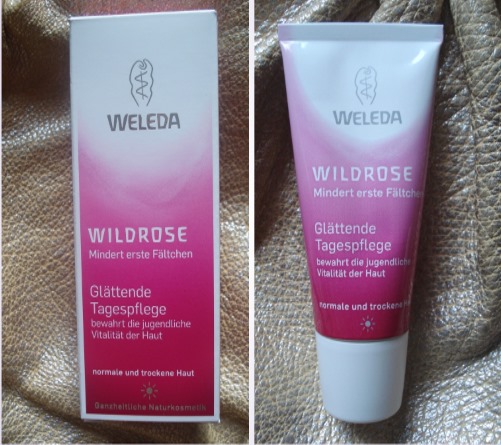 WELEDA
WILDROSE
Mindert erste Fältchen
Glättende
Tagespflege
bewahrt die jugendliche
Vitalität der Haut
normale und trockene Haut
Ganzheitliche Naturkosmetik
WELEDA
WILDROSE
Mindert erste Fältchen
Glättende
Tagespflege
bewahrt die jugendliche
Vitalität der Haut
normale und trockene